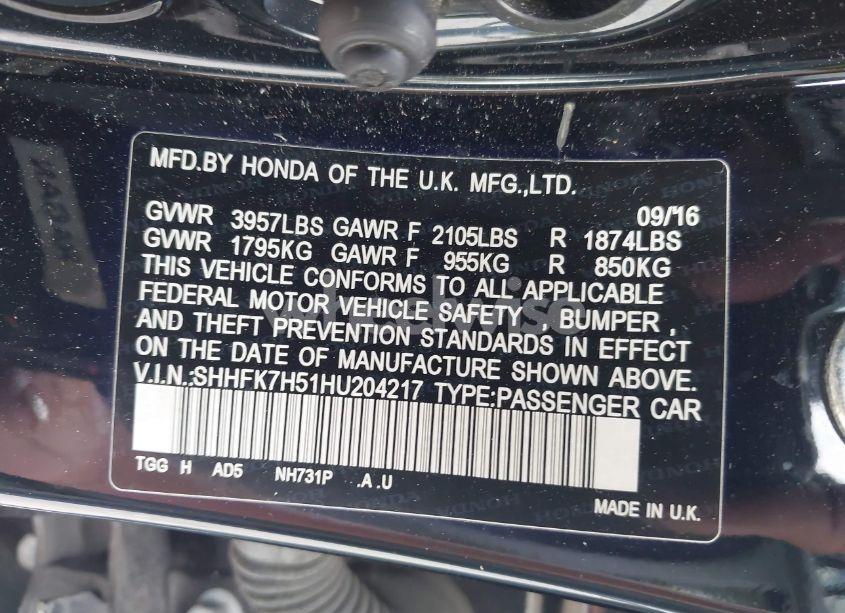 MFD.BY HONDA OF THE U.K. MFG.,LTD.
09/16
GVWR 3957LBS GAWR F 2105LBS R 1874LBS
GVWR 1795KG GAWR F 955KG R 850KG
THIS VEHICLE CONFORMS TO ALL APPLICABLE
FEDERAL MOTOR VEHICLE SAFETY , BUMPER ,
AND THEFT PREVENTION STANDARDS IN EFFECT
ON THE DATE OF MANUFACTURE SHOWN ABOVE.
V.I.N.:SHHFK7H51HU204217 TYPE:PASSENGER CAR
TGG H AD5 NH731P .A .U
MADE IN U.K.